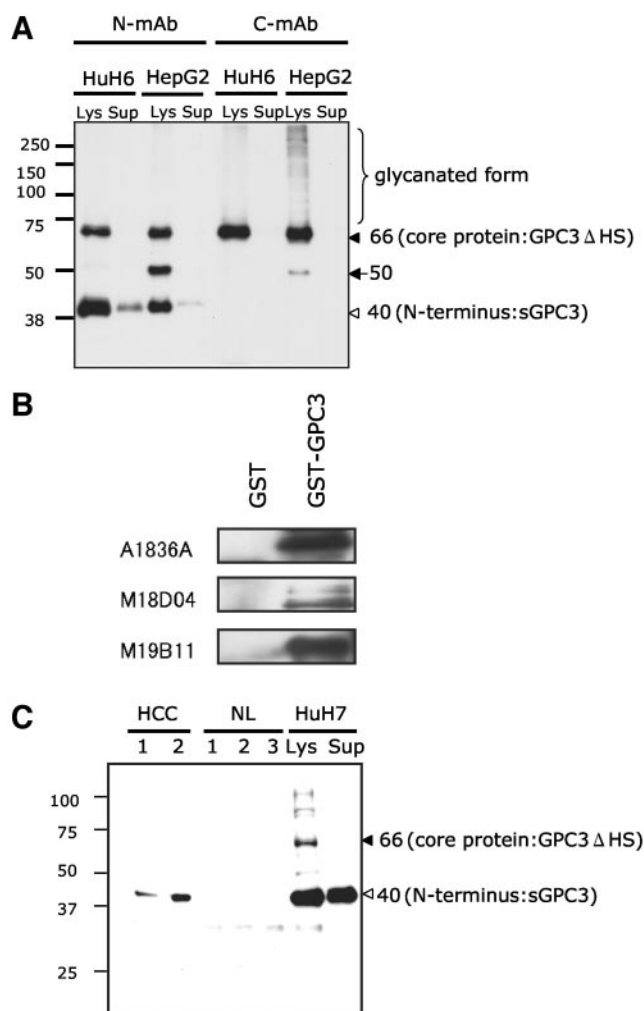 A
N-mAb C-mAb
HuH6 HepG2 HuH6 HepG2
Lys Sup Lys Sup Lys Sup Lys Sup
250
150
100
75
50
38
glycanated form
66 (core protein:GPC3 Δ HS)
50
40 (N-terminus:sGPC3)
B
GST
GST-GPC3
A1836A
M18D04
M19B11
C
HCC NL HuH7
1 2 1 2 3 Lys Sup
100
75
50
37
25
66 (core protein:GPC3 Δ HS)
40 (N-terminus:sGPC3)